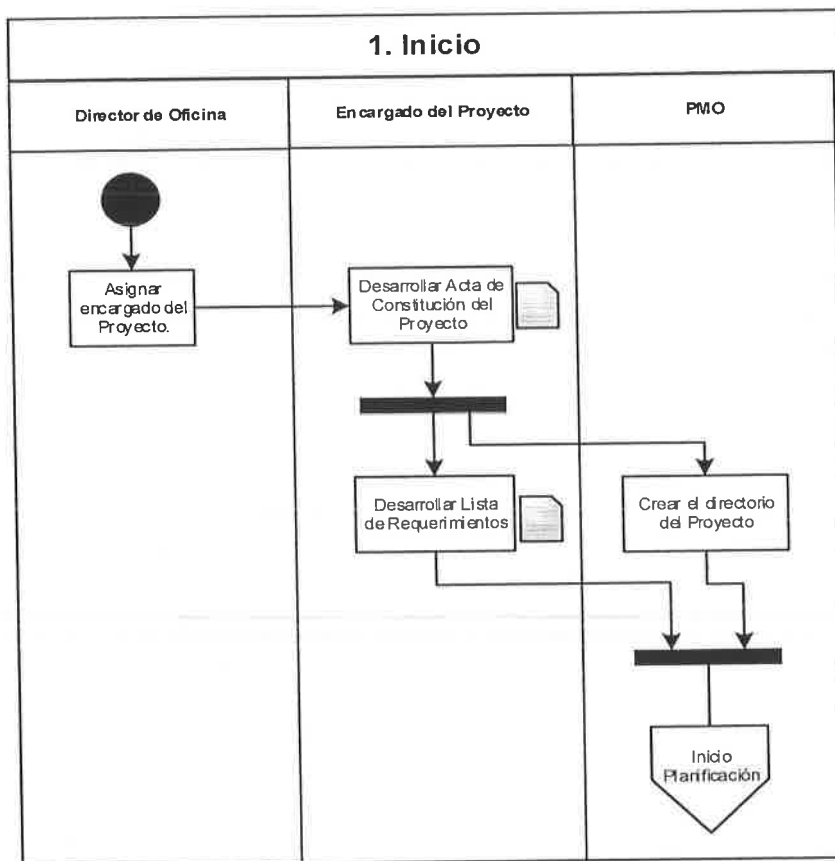 1. Inicio
Director de Oficina
Encargado del Proyecto
PMO
Asignar
encargado del
Proyecto.
Desarrollar Acta de
Constitución del
Proyecto
Desarrollar Lista
de Requerimientos
Crear el directorio
del Proyecto
Inicio
Planificación